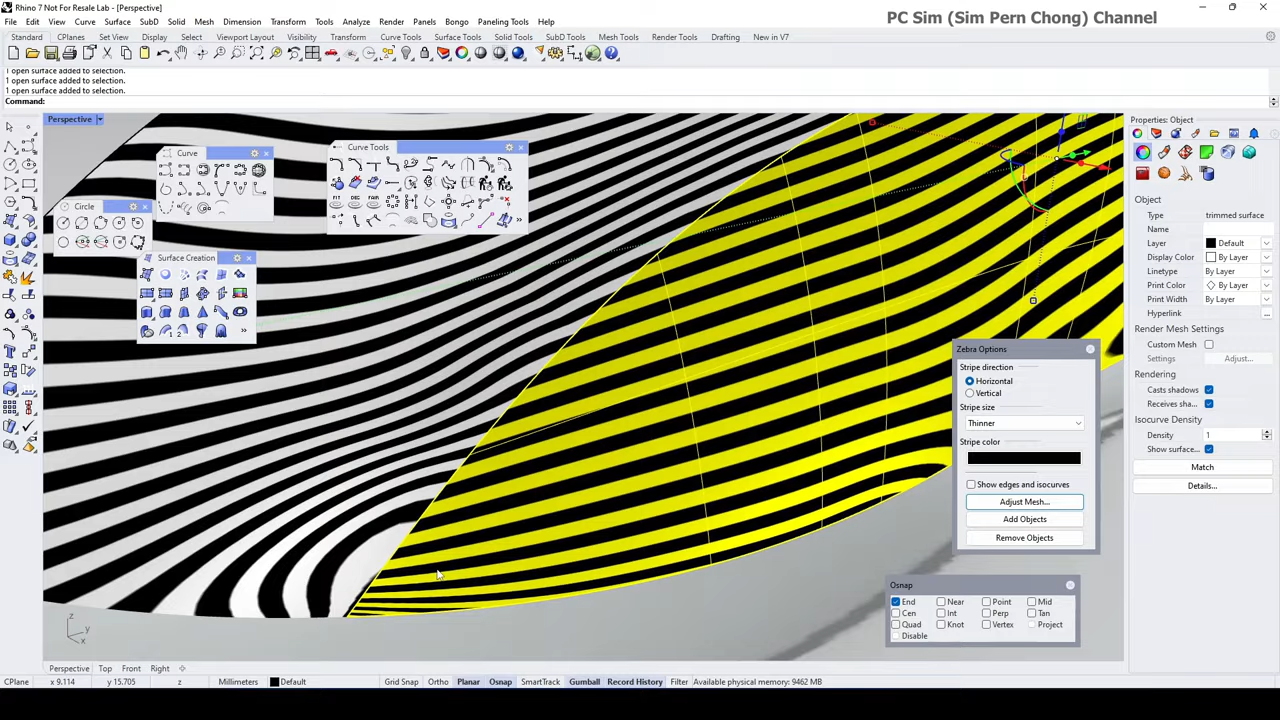 Rhino 7 Not For Resale Lab - [Perspective]
PC Sim (Sim Pern Chong) Channel
File Edit View Curve Surface SubD Solid Mesh Dimension Transform Tools Analyze Render Panels Bongo Paneling Tools Help
Standard CPlanes Set View Display Select Viewport Layout Visibility Transform Curve Tools Surface Tools Solid Tools SubD Tools Mesh Tools Render Tools Drafting New in V7
1 open surface added to selection.
1 open surface added to selection.
1 open surface added to selection.
Command:
Perspective
Properties: Object
Curve Tools
Curve
Circle
Surface Creation
Object
Type trimmed surface
Name
Layer Default
Display Color By Layer
Linetype By Layer
Print Color By Layer
Print Width By Layer
Hyperlink ...
Render Mesh Settings
Custom Mesh
Settings Adjust...
Rendering
Casts shadows
Receives sha...
Isocurve Density
Density 1
Show surface...
Match
Details...
Zebra Options
Stripe direction
Horizontal
Vertical
Stripe size
Thinner
Stripe color
Show edges and isocurves
Adjust Mesh...
Add Objects
Remove Objects
Osnap
End Near Point Mid
Cen Int Perp Tan
Quad Knot Vertex Project
Disable
z
y
x
Perspective Top Front Right
CPlane x 9.114 y 15.705 z Millimeters Default Grid Snap Ortho Planar Osnap SmartTrack Gumball Record History Filter Available physical memory: 9462 MB